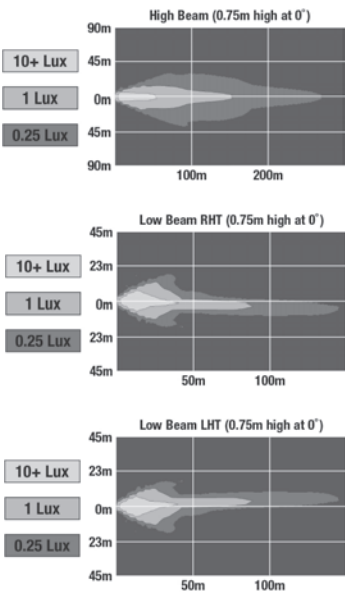 High Beam (0.75m high at 0°)
90m
10+ Lux
45m
1 Lux
0m
0.25 Lux
45m
90m
100m 200m
Low Beam RHT (0.75m high at 0°)
45m
10+ Lux
23m
1 Lux
0m
0.25 Lux
23m
45m
50m 100m
Low Beam LHT (0.75m high at 0°)
45m
10+ Lux
23m
1 Lux
0m
0.25 Lux
23m
45m
50m 100m